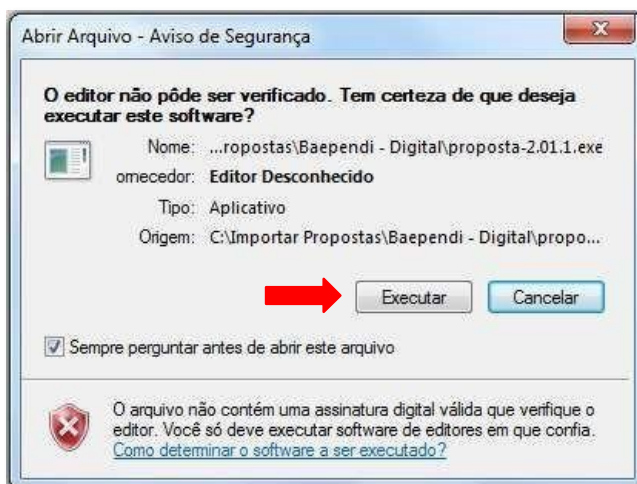 Abrir Arquivo - Aviso de Segurança
O editor não pôde ser verificado. Tem certeza de que deseja
executar este software?
Nome: ...ropostas\Baependi - Digital\proposta-2.01.1.exe
omecedor: Editor Desconhecido
Tipo: Aplicativo
Origem: C:\Importar Propostas\Baependi - Digital\propo...
Executar Cancelar
Sempre perguntar antes de abrir este arquivo
O arquivo não contém uma assinatura digital válida que verifique o
editor. Você só deve executar software de editores em que confia.
Como determinar o software a ser executado?